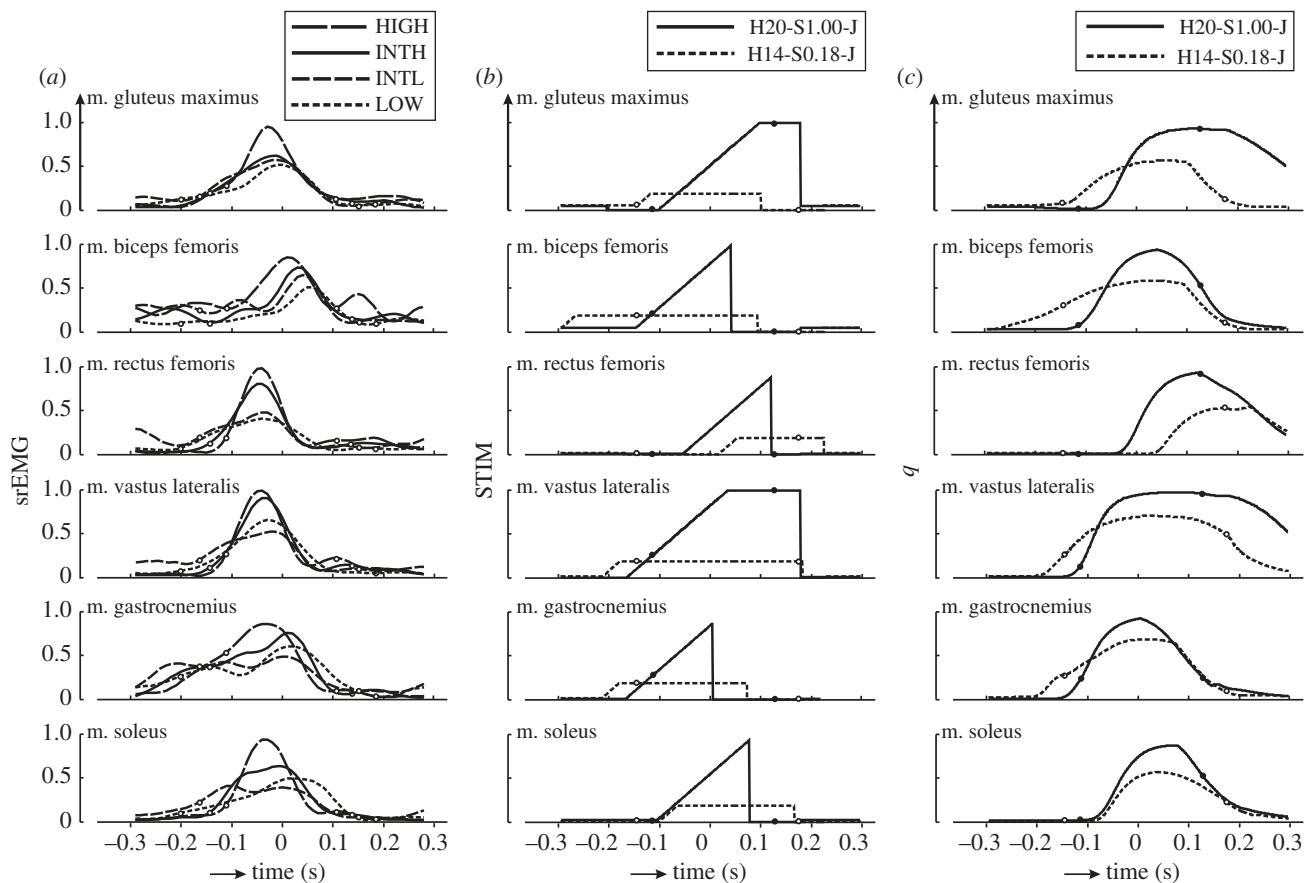 (a)
HIGH
INTH
INTL
LOW
m. gluteus maximus
1.0
0.5
0
m. biceps femoris
1.0
0.5
0
m. rectus femoris
1.0
0.5
0
m. vastus lateralis
1.0
0.5
0
m. gastrocnemius
1.0
0.5
0
m. soleus
1.0
0.5
0
srEMG
−0.3 −0.2 −0.1 0 0.1 0.2 0.3
time (s)
(b)
H20-S1.00-J
H14-S0.18-J
m. gluteus maximus
m. biceps femoris
m. rectus femoris
m. vastus lateralis
m. gastrocnemius
m. soleus
STIM
−0.3 −0.2 −0.1 0 0.1 0.2 0.3
time (s)
(c)
H20-S1.00-J
H14-S0.18-J
m. gluteus maximus
m. biceps femoris
m. rectus femoris
m. vastus lateralis
m. gastrocnemius
m. soleus
q
−0.3 −0.2 −0.1 0 0.1 0.2 0.3
time (s)